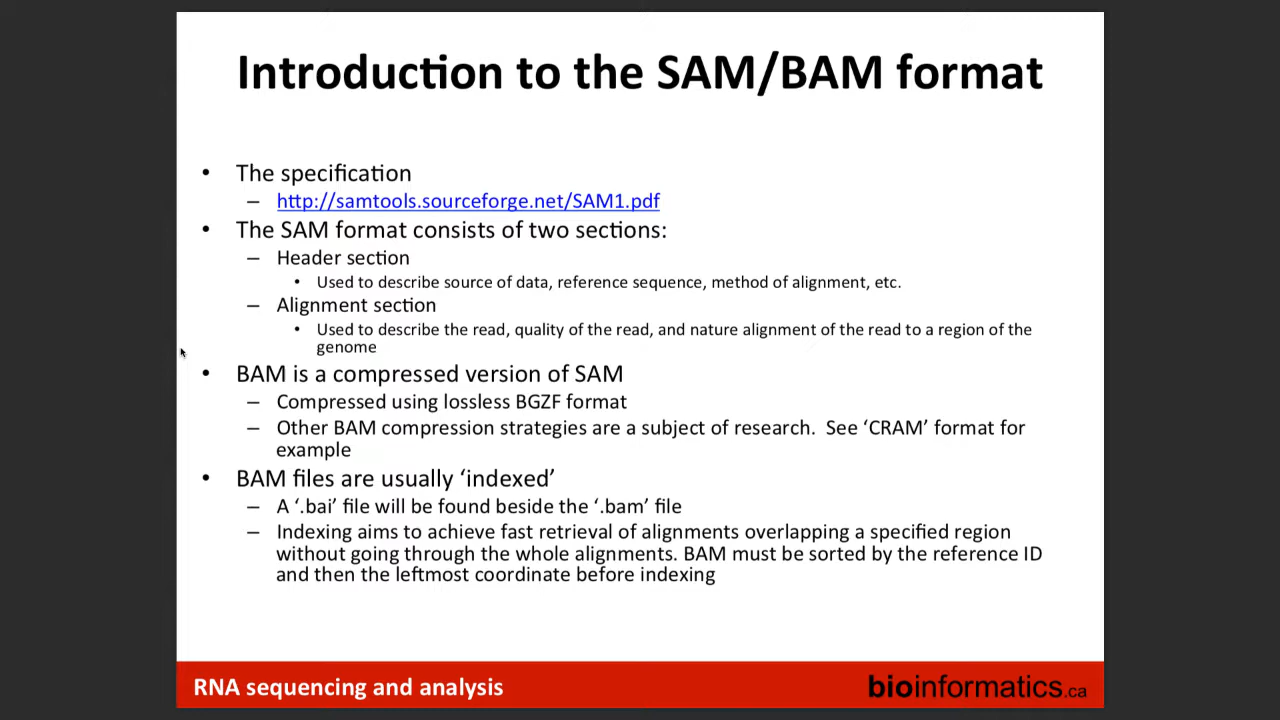 Introduction to the SAM/BAM format
• The specification
– http://samtools.sourceforge.net/SAM1.pdf
• The SAM format consists of two sections:
– Header section
• Used to describe source of data, reference sequence, method of alignment, etc.
– Alignment section
• Used to describe the read, quality of the read, and nature alignment of the read to a region of the
genome
• BAM is a compressed version of SAM
– Compressed using lossless BGZF format
– Other BAM compression strategies are a subject of research.  See ‘CRAM’ format for
example
• BAM files are usually ‘indexed’
– A ‘.bai’ file will be found beside the ‘.bam’ file
– Indexing aims to achieve fast retrieval of alignments overlapping a specified region
without going through the whole alignments. BAM must be sorted by the reference ID
and then the leftmost coordinate before indexing
RNA sequencing and analysis
bioinformatics.ca